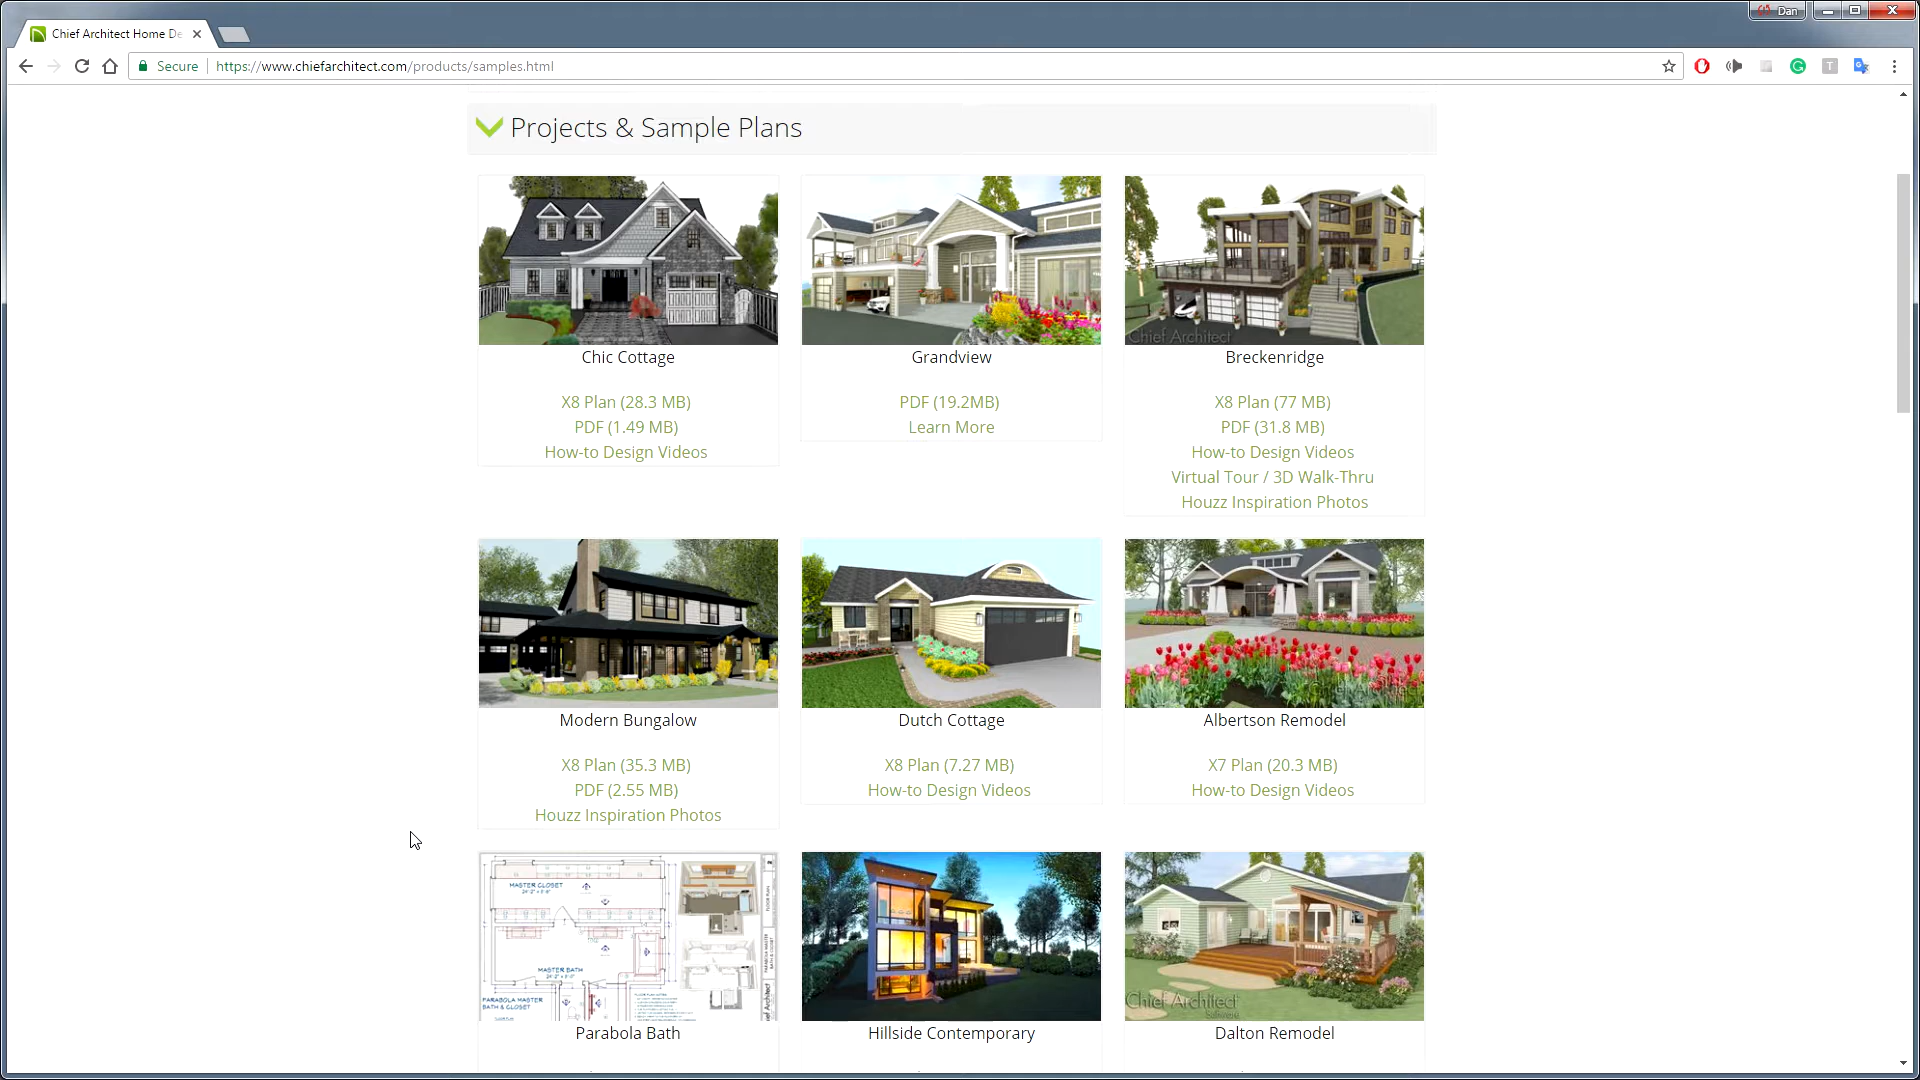 Dan
Chief Architect Home De
Secure
https://www.chiefarchitect.com/products/samples.html
Projects & Sample Plans
Chief Architect
Chic Cottage
Grandview
Breckenridge
X8 Plan (28.3 MB)
PDF (1.49 MB)
How-to Design Videos
PDF (19.2MB)
Learn More
X8 Plan (77 MB)
PDF (31.8 MB)
How-to Design Videos
Virtual Tour / 3D Walk-Thru
Houzz Inspiration Photos
Modern Bungalow
Dutch Cottage
Albertson Remodel
X8 Plan (35.3 MB)
PDF (2.55 MB)
Houzz Inspiration Photos
X8 Plan (7.27 MB)
How-to Design Videos
X7 Plan (20.3 MB)
How-to Design Videos
MASTER CLOSET
MASTER BATH
PARABOLA MASTER
BATH & CLOSET
Chief Architect
Software
Parabola Bath
Hillside Contemporary
Dalton Remodel